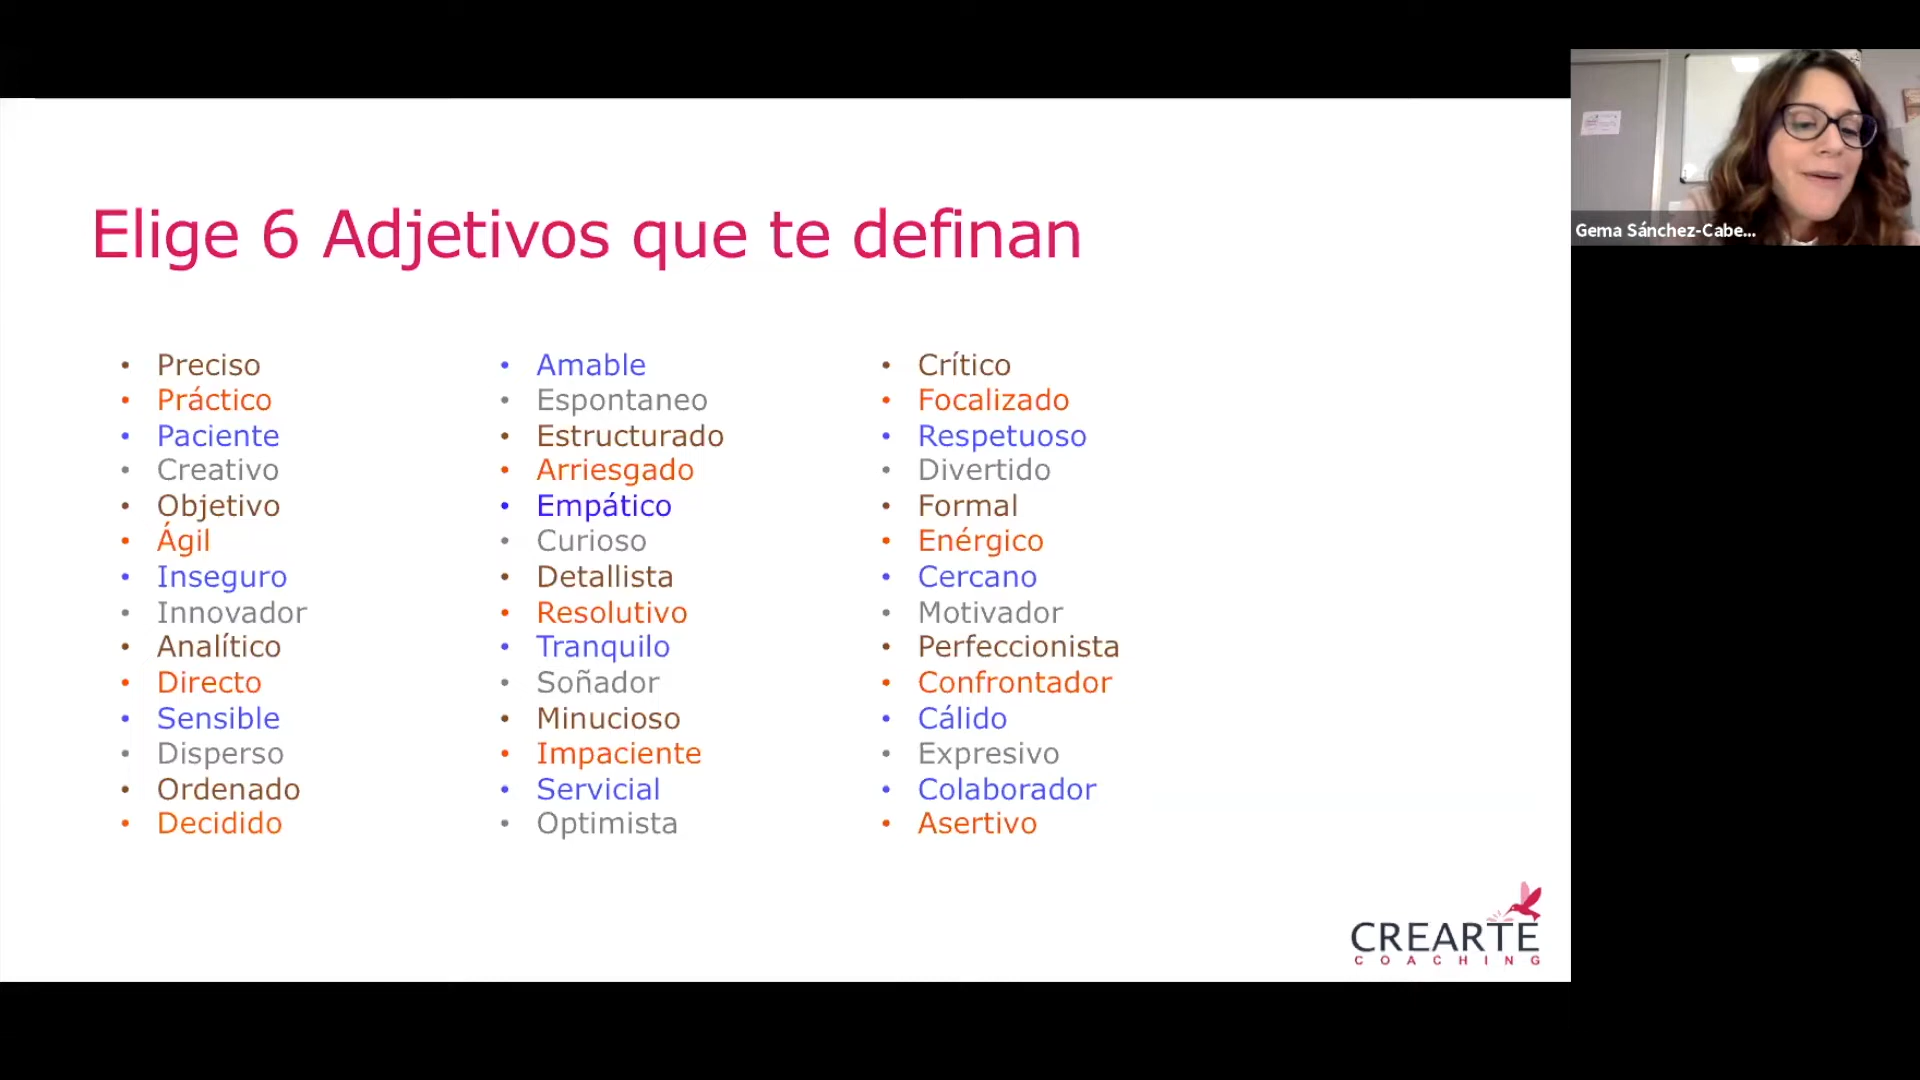 Elige 6 Adjetivos que te definan
• Preciso
• Práctico
• Paciente
• Creativo
• Objetivo
• Ágil
• Inseguro
• Innovador
• Analítico
• Directo
• Sensible
• Disperso
• Ordenado
• Decidido
• Amable
• Espontaneo
• Estructurado
• Arriesgado
• Empático
• Curioso
• Detallista
• Resolutivo
• Tranquilo
• Soñador
• Minucioso
• Impaciente
• Servicial
• Optimista
• Crítico
• Focalizado
• Respetuoso
• Divertido
• Formal
• Enérgico
• Cercano
• Motivador
• Perfeccionista
• Confrontador
• Cálido
• Expresivo
• Colaborador
• Asertivo
CREARTE
COACHING
Gema Sánchez-Cabe...